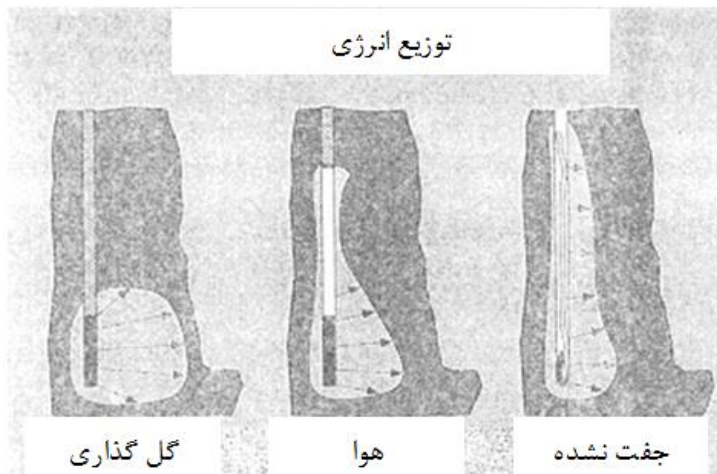 توزیع انرژی
جفت نشده
هوا
گل گذاری